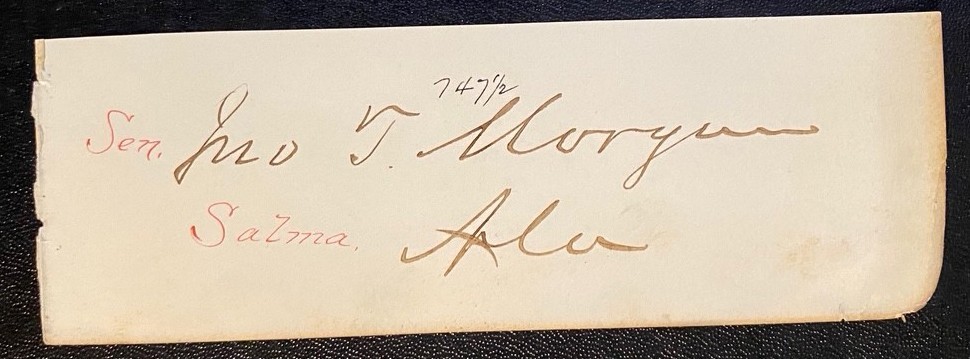 747½
Sen. Jno T. Morgan
Salma. Ala